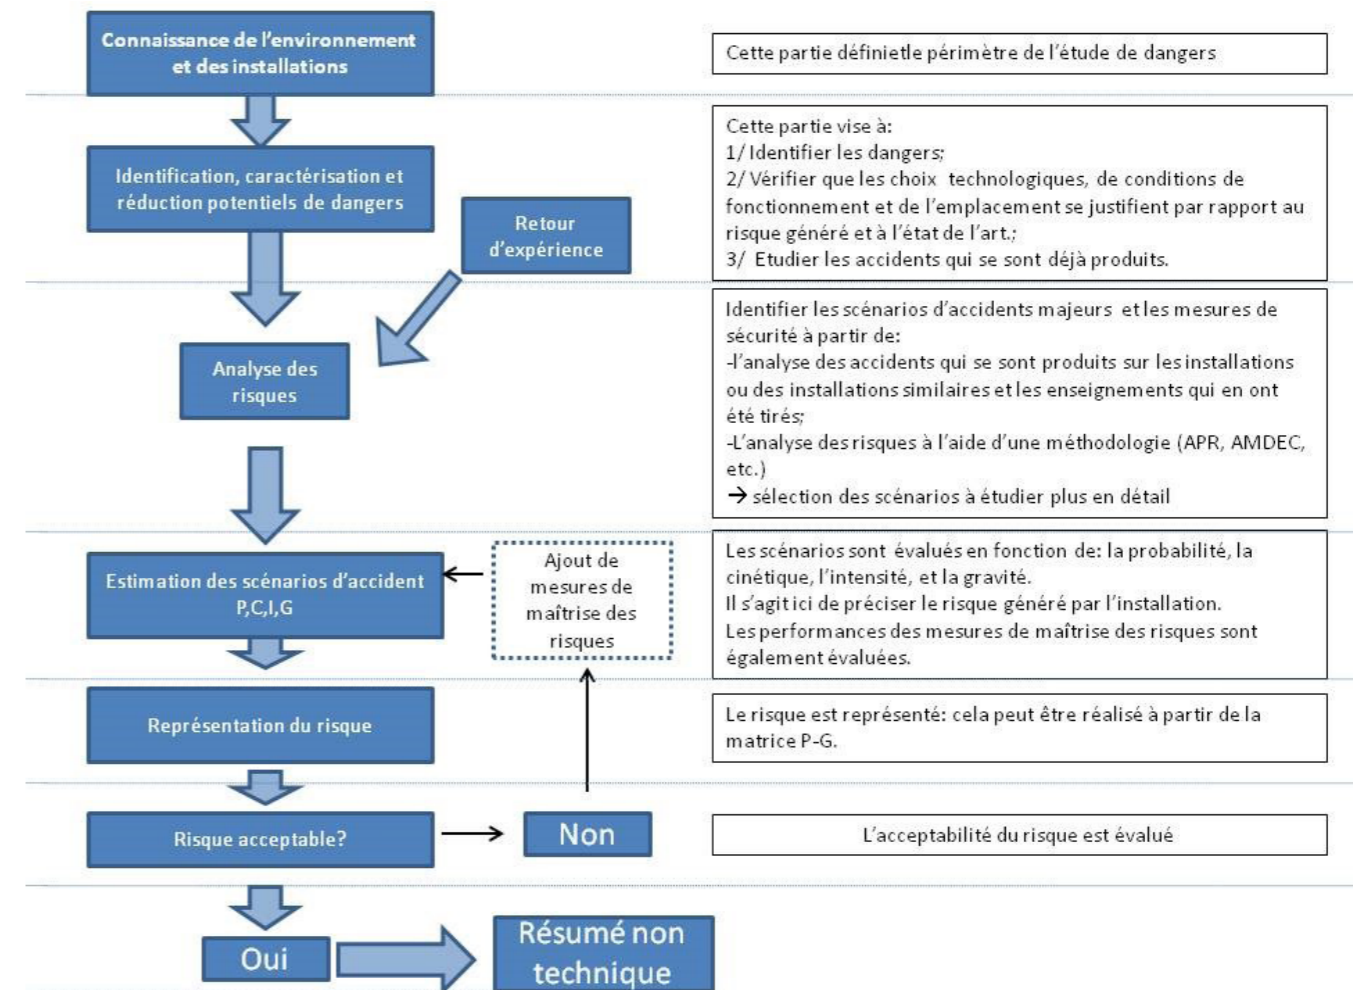 Connaissance de l'environnement
et des installations
Cette partie définietle périmètre de l'étude de dangers
Identification, caractérisation et
réduction potentiels de dangers
Retour
d'expérience
Cette partie vise à:
1/ Identifier les dangers;
2/ Vérifier que les choix technologiques, de conditions de
fonctionnement et de l'emplacement se justifient par rapport au
risque généré et à l'état de l'art.;
3/ Etudier les accidents qui se sont déjà produits.
Analyse des
risques
Identifier les scénarios d'accidents majeurs et les mesures de
sécurité à partir de:
-l'analyse des accidents qui se sont produits sur les installations
ou des installations similaires et les enseignements qui en ont
été tirés;
-L'analyse des risques à l'aide d'une méthodologie (APR, AMDEC,
etc.)
→ sélection des scénarios à étudier plus en détail
Estimation des scénarios d'accident
P,C,I,G
Ajout de
mesures de
maîtrise des
risques
Les scénarios sont évalués en fonction de: la probabilité, la
cinétique, l'intensité, et la gravité.
Il s'agit ici de préciser le risque généré par l'installation.
Les performances des mesures de maîtrise des risques sont
également évaluées.
Représentation du risque
Le risque est représenté: cela peut être réalisé à partir de la
matrice P-G.
Risque acceptable?
Non
L'acceptabilité du risque est évalué
Oui
Résumé non
technique